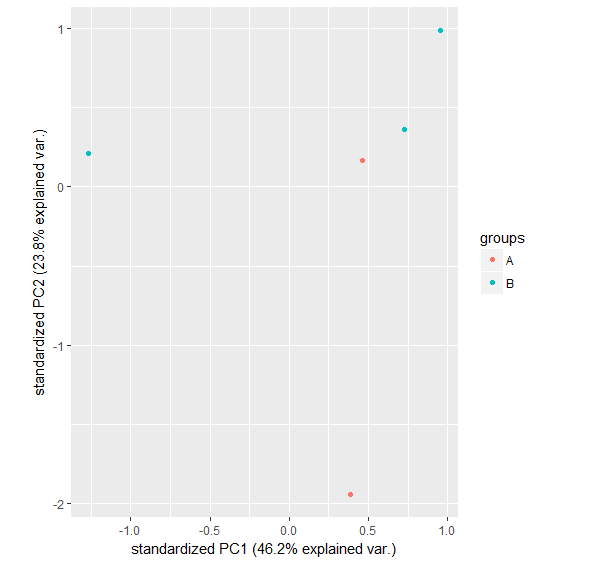 1
0
-1
-2
standardized PC2 (23.8% explained var.)
-1.0 -0.5 0.0 0.5 1.0
standardized PC1 (46.2% explained var.)
groups
A
B